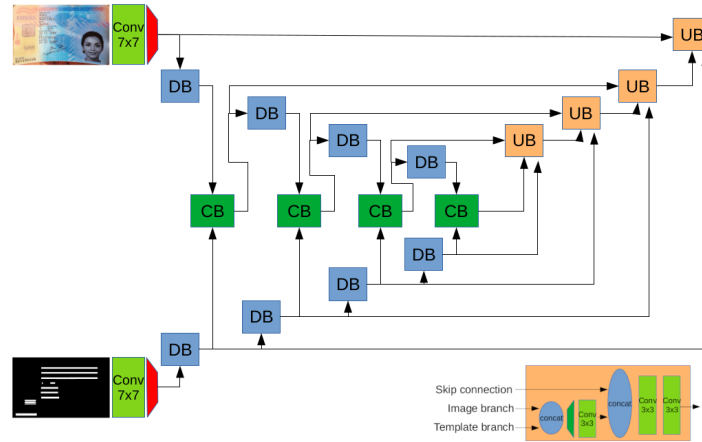 Conv
7x7
UB
DB
UB
DB
UB
DB
UB
DB
CB
CB
CB
CB
DB
DB
DB
DB
Conv
7x7
Skip connection
Image branch
Template branch
concat
Conv
3x3
concat
Conv
3x3
Conv
3x3